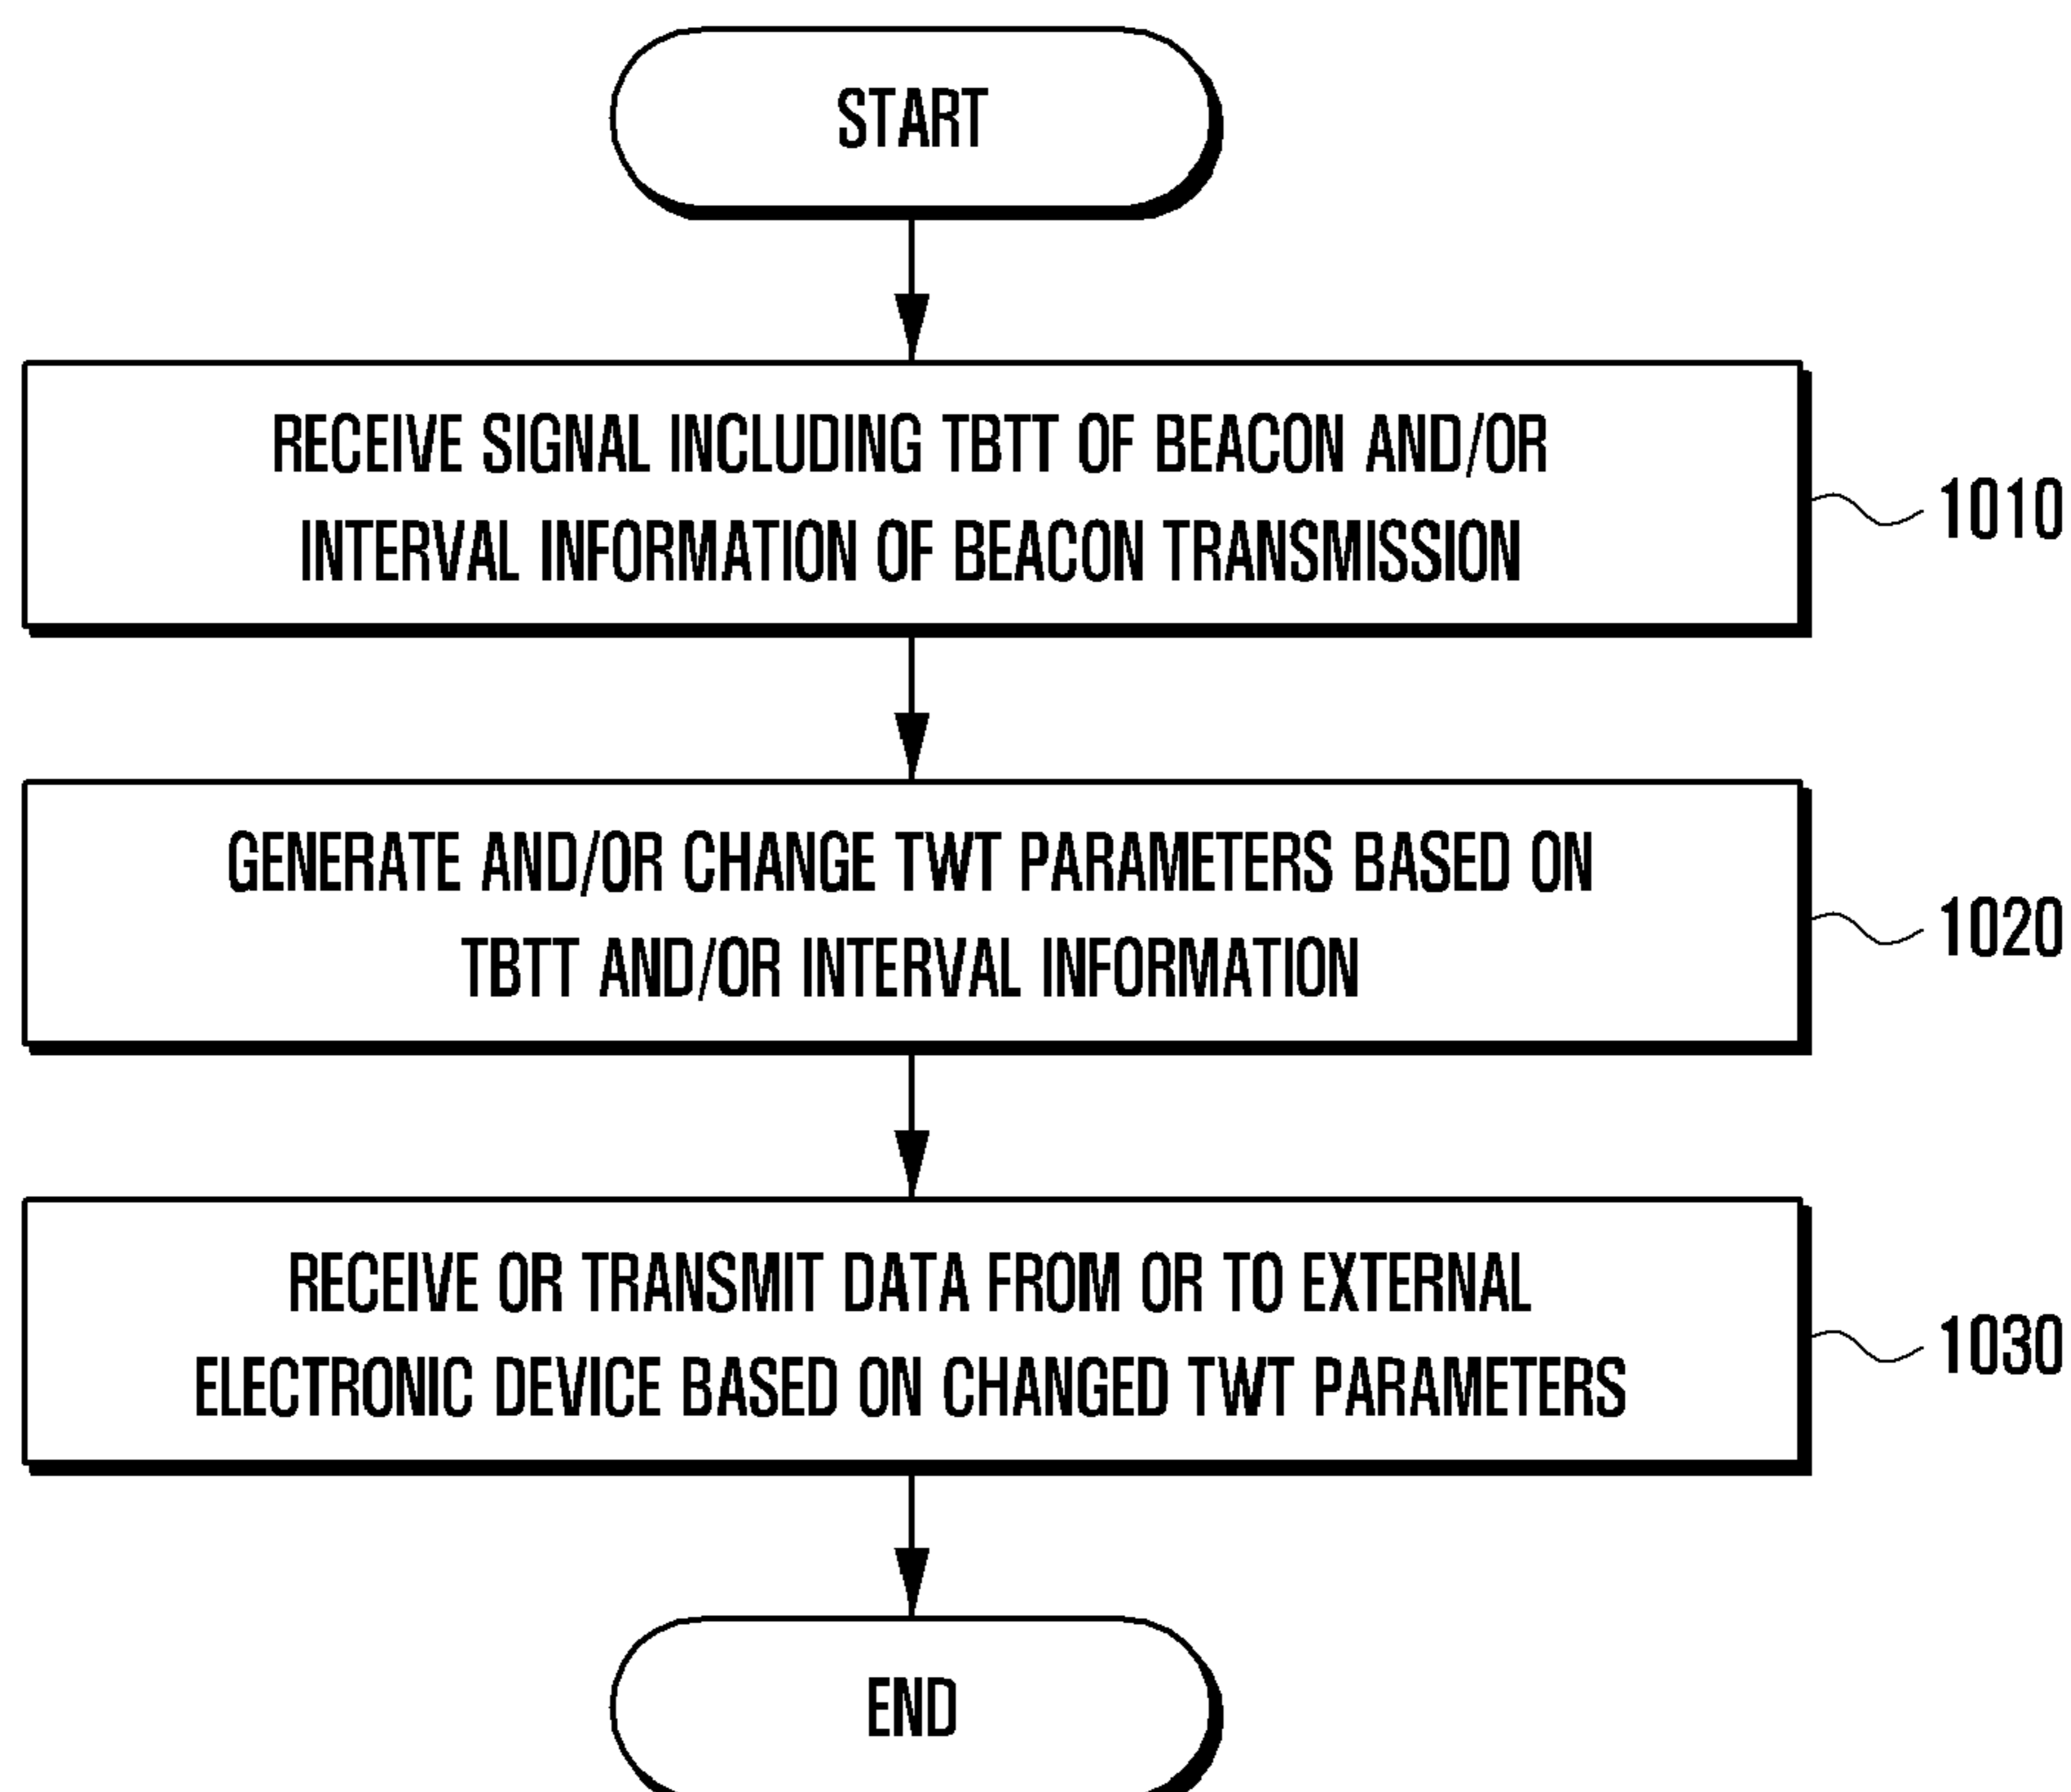 START
RECEIVE SIGNAL INCLUDING TBTT OF BEACON AND/OR
INTERVAL INFORMATION OF BEACON TRANSMISSION
1010
GENERATE AND/OR CHANGE TWT PARAMETERS BASED ON
TBTT AND/OR INTERVAL INFORMATION
1020
RECEIVE OR TRANSMIT DATA FROM OR TO EXTERNAL
ELECTRONIC DEVICE BASED ON CHANGED TWT PARAMETERS
1030
END